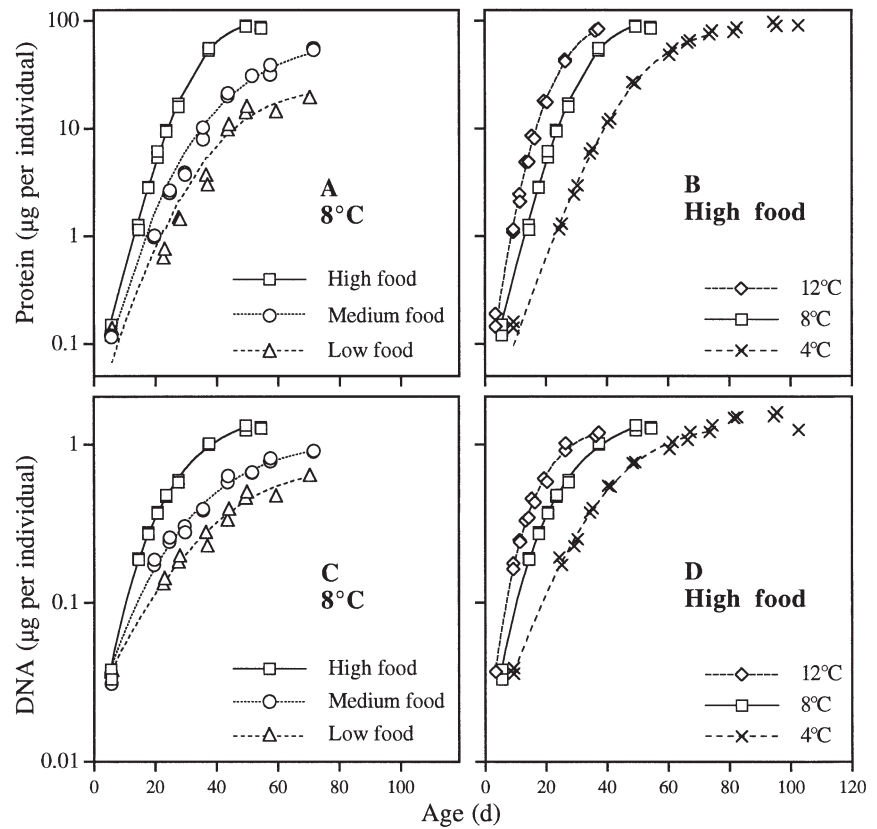 100
10
1
0.1
Protein (µg per individual)
A
8°C
High food
Medium food
Low food
B
High food
12°C
8°C
4°C
1
0.1
0.01
DNA (µg per individual)
C
8°C
High food
Medium food
Low food
D
High food
12°C
8°C
4°C
0 20 40 60 80 100 0 20 40 60 80 100 120
Age (d)